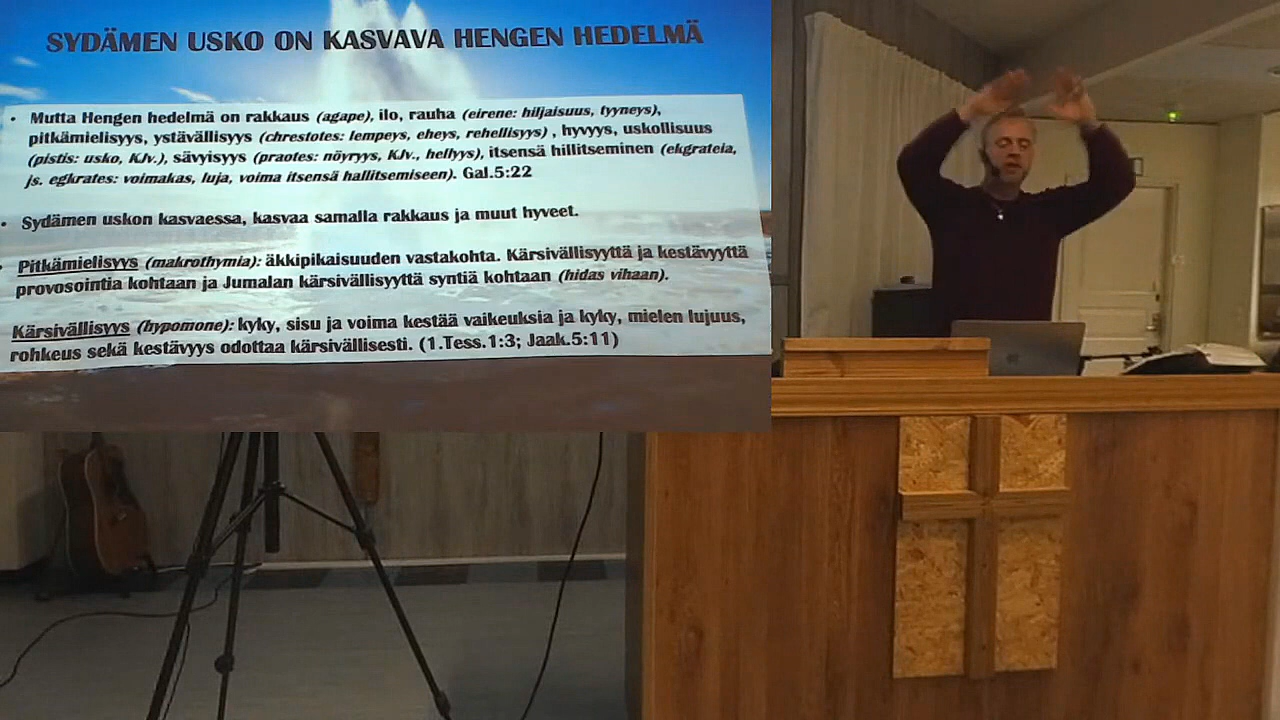 SYDÄMEN USKO ON KASVAVA HENGEN HEDELMÄ
• Mutta Hengen hedelmä on rakkaus (agape), ilo, rauha (eirene: hiljaisuus, tyyneys),
pitkämielisyys, ystävällisyys (chrestotes: lempeys, eheys, rehellisyys) , hyvyys, uskollisuus
(pistis: usko, KJv.), sävyisyys (praotes: nöyryys, KJv., hellyys), itsensä hillitseminen (ekgrateia,
js. egkrates: voimakas, luja, voima itsensä hallitsemiseen). Gal.5:22
• Sydämen uskon kasvaessa, kasvaa samalla rakkaus ja muut hyveet.
• Pitkämielisyys (makrothymia): äkkipikaisuuden vastakohta. Kärsivällisyyttä ja kestävyyttä
provosointia kohtaan ja Jumalan kärsivällisyyttä syntiä kohtaan (hidas vihaan).
Kärsivällisyys (hypomone): kyky, sisu ja voima kestää vaikeuksia ja kyky, mielen lujuus,
rohkeus sekä kestävyys odottaa kärsivällisesti. (1.Tess.1:3; Jaak.5:11)